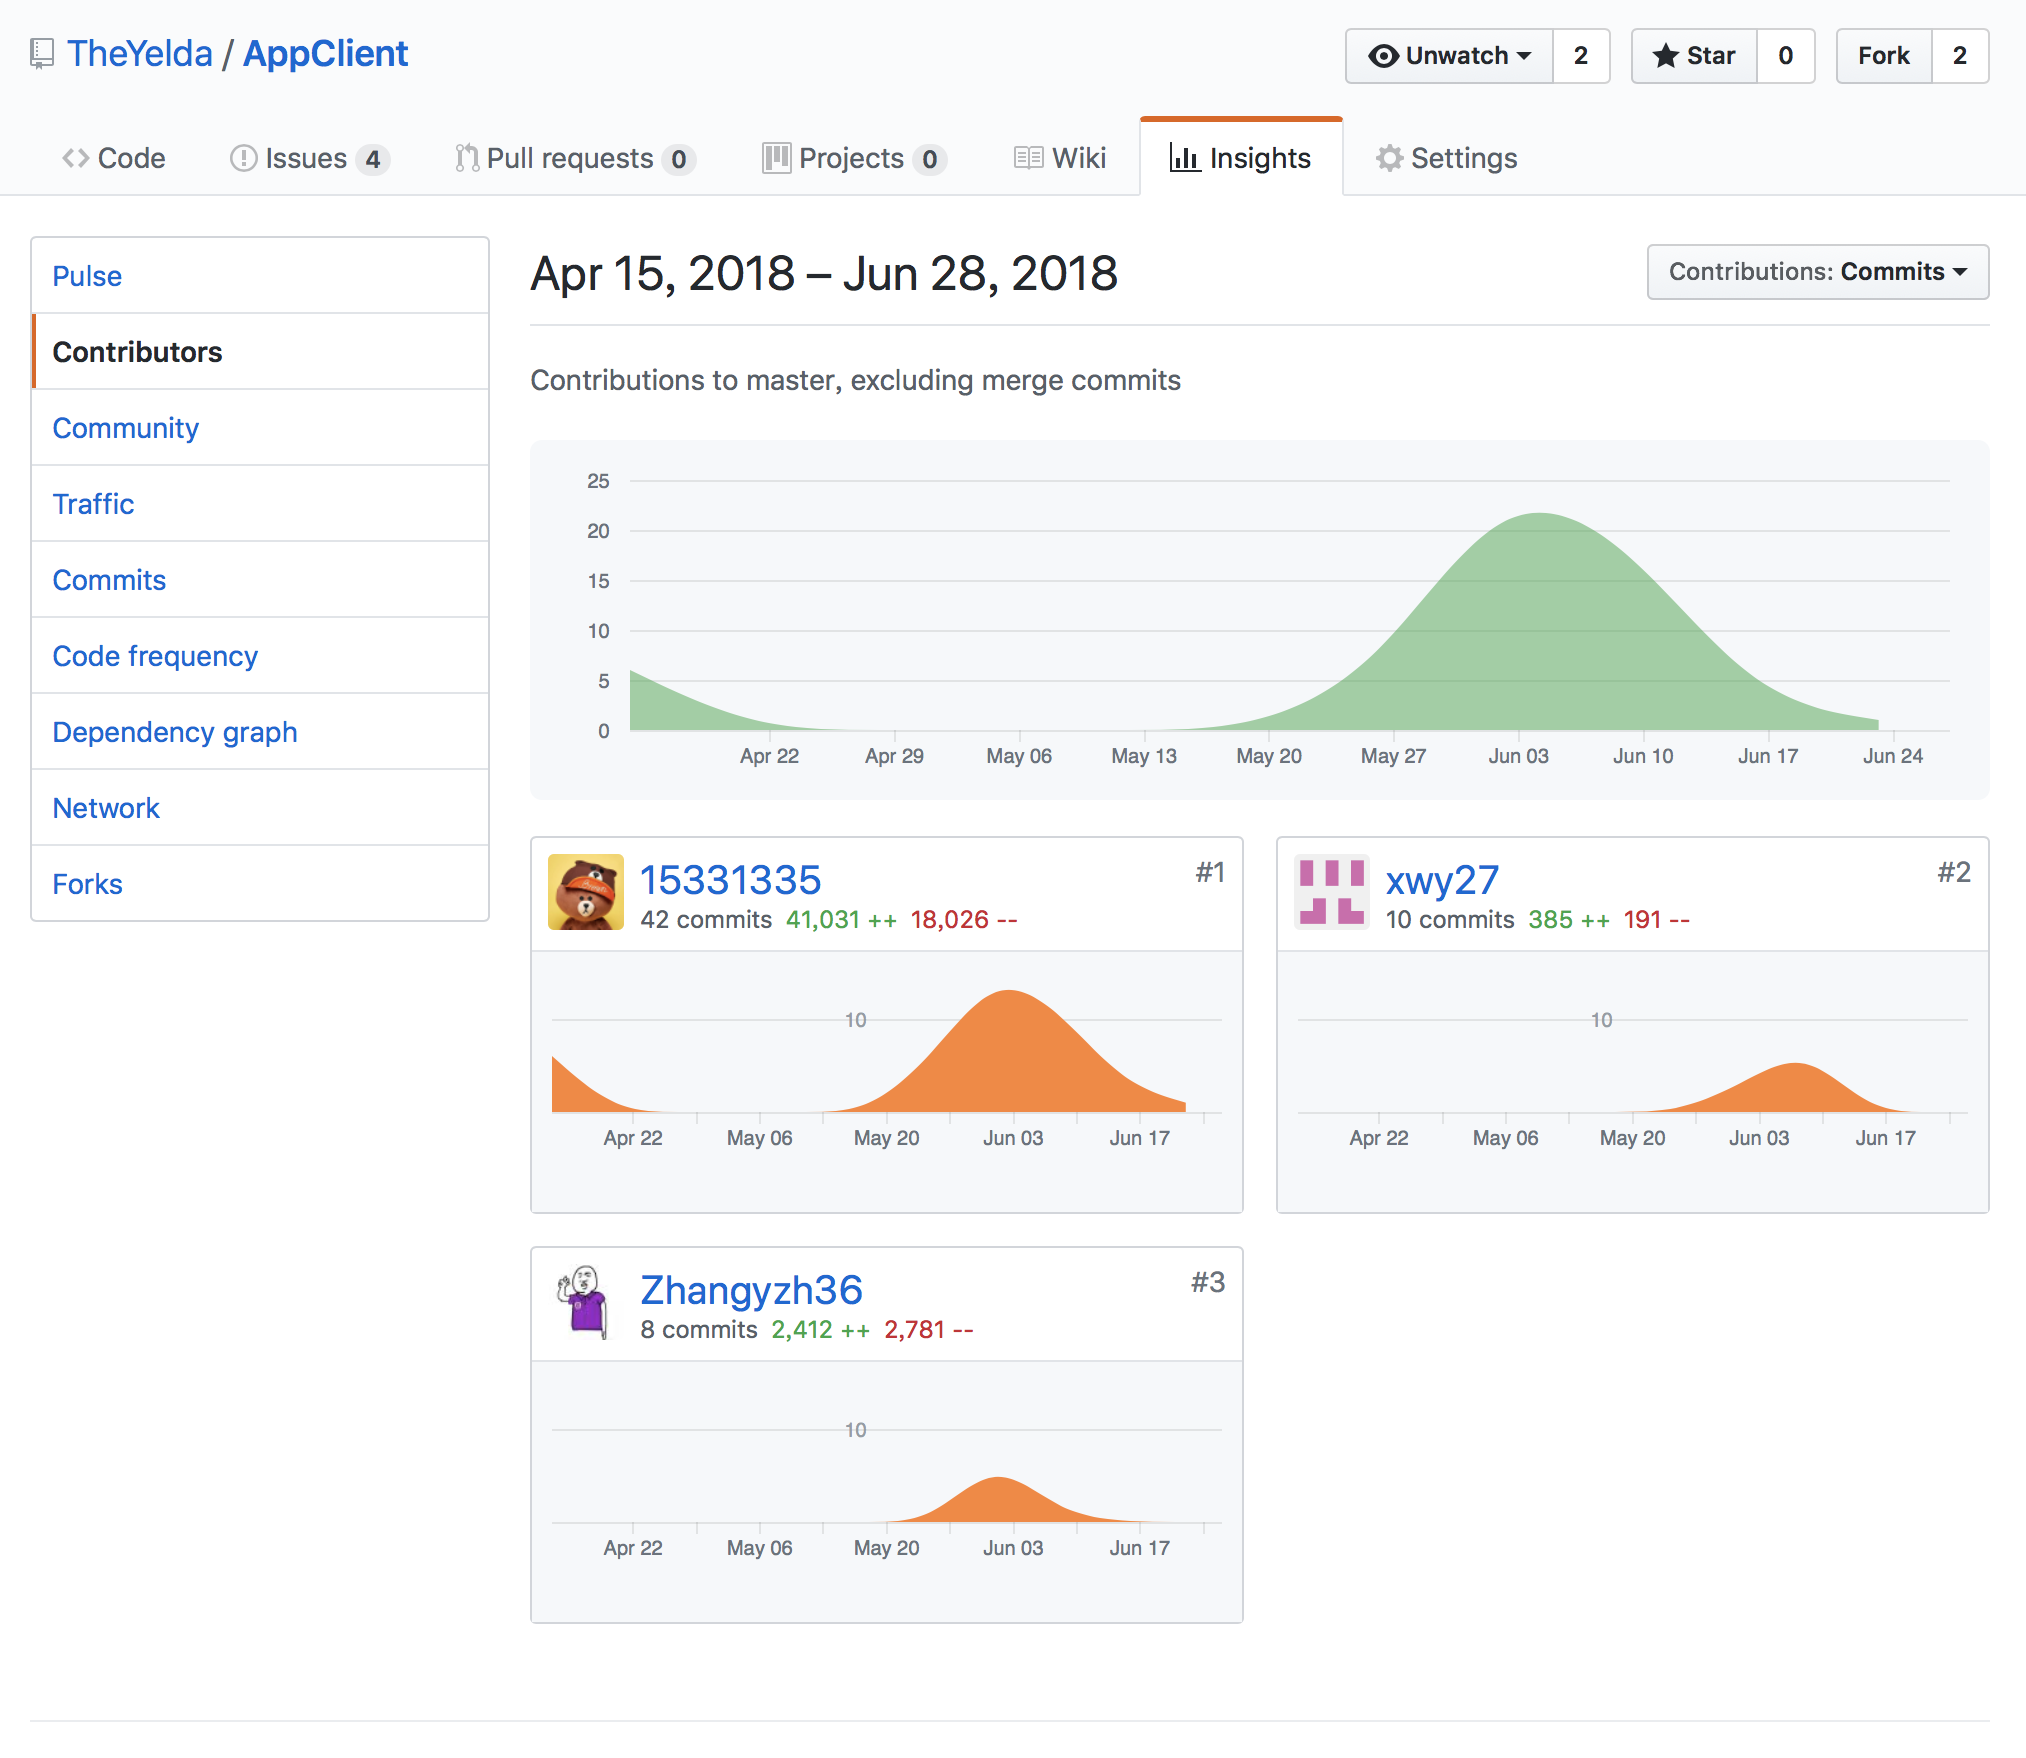 TheYelda / AppClient
Unwatch 2 Star 0 Fork 2
Code Issues 4 Pull requests 0 Projects 0 Wiki Insights Settings
Pulse
Contributors
Community
Traffic
Commits
Code frequency
Dependency graph
Network
Forks
Apr 15, 2018 – Jun 28, 2018
Contributions: Commits
Contributions to master, excluding merge commits
25
20
15
10
5
0
Apr 22 Apr 29 May 06 May 13 May 20 May 27 Jun 03 Jun 10 Jun 17 Jun 24
15331335 #1
42 commits 41,031 ++ 18,026 --
10
Apr 22 May 06 May 20 Jun 03 Jun 17
xwy27 #2
10 commits 385 ++ 191 --
10
Apr 22 May 06 May 20 Jun 03 Jun 17
Zhangyzh36 #3
8 commits 2,412 ++ 2,781 --
10
Apr 22 May 06 May 20 Jun 03 Jun 17